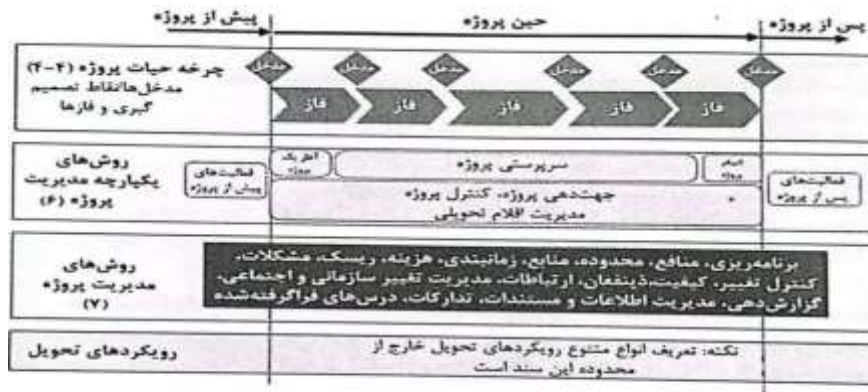 پیش از پروژه
حین پروژه
پس از پروژه
چرخه حیات پروژه (۴-۴)
مدخل‌ها/نقاط تصمیم
گیری و فازها
مدخل مدخل مدخل مدخل مدخل مدخل
فاز فاز فاز فاز فاز
روش‌های
یکپارچه مدیریت
پروژه (۶)
فعالیت‌های
پیش از پروژه
پروژه
سرپرستی پروژه
پروژه
جهت‌دهی پروژه، کنترل پروژه
مدیریت اقلام تحویلی
فعالیت‌های
پس از پروژه
روش‌های
مدیریت پروژه
(۷)
برنامه‌ریزی، منافع، محدوده، منابع، زمانبندی، هزینه، ریسک، مشکلات،
کنترل تغییر، کیفیت، ذینفعان، ارتباطات، مدیریت تغییر سازمانی و اجتماعی،
گزارش‌دهی، مدیریت اطلاعات و مستندات، تدارکات، درس‌های فراگرفته‌شده
رویکردهای تحویل
نکته: تعریف انواع متنوع رویکردهای تحویل خارج از
محدوده این سند است